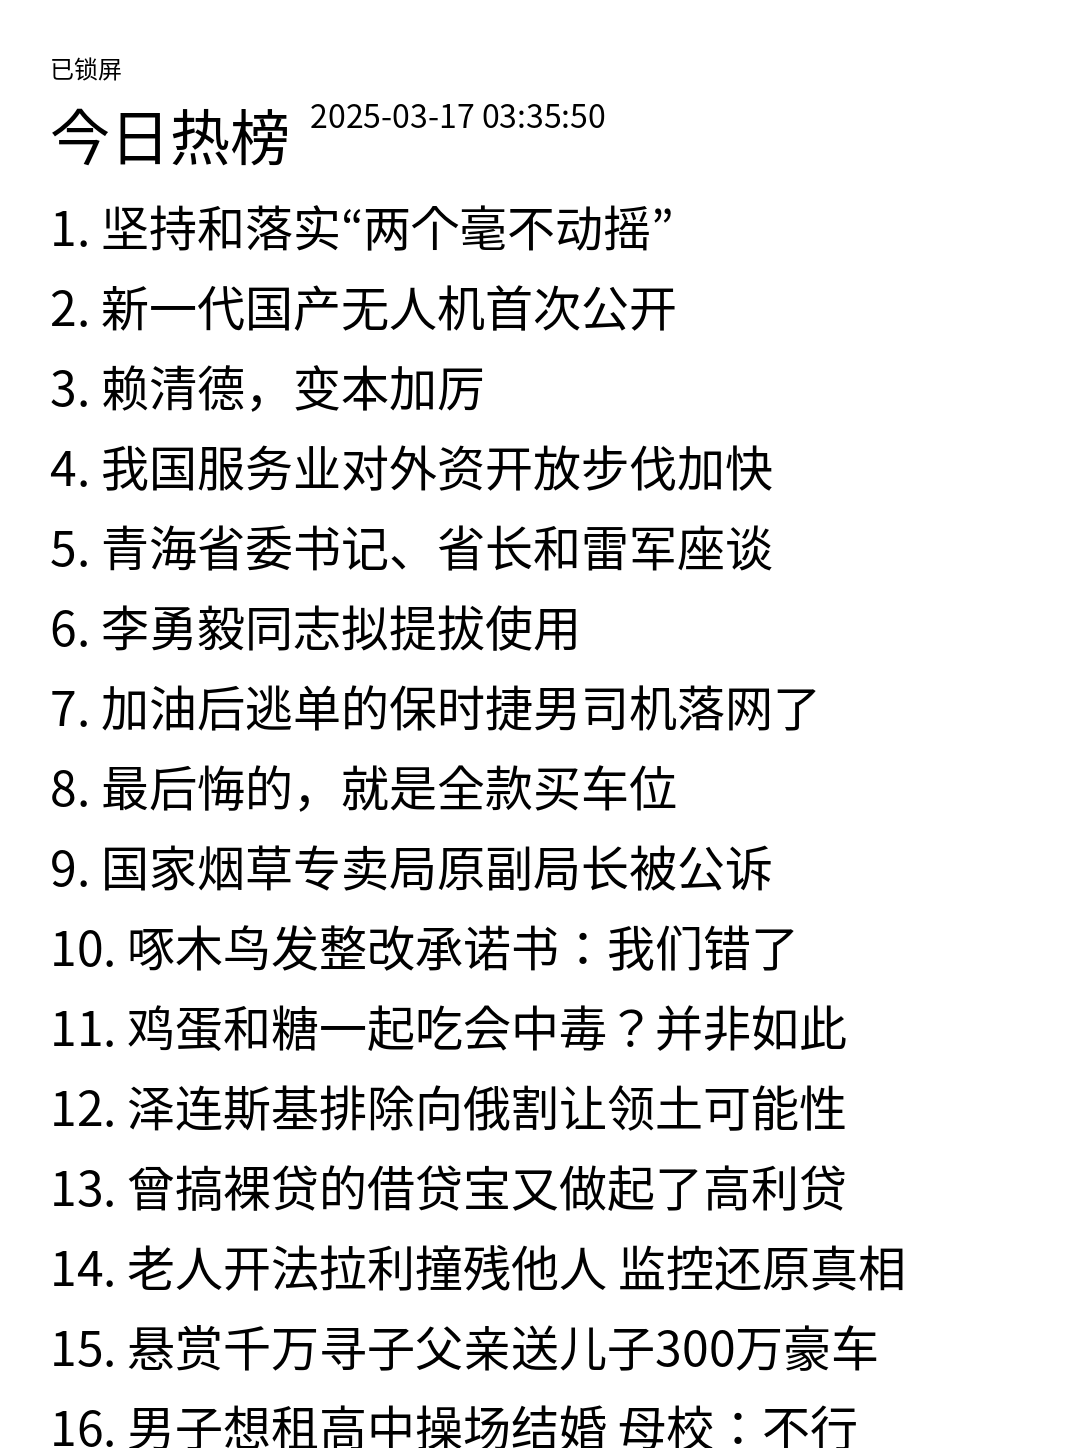 已锁屏
今日热榜 2025-03-17 03:35:50
1. 坚持和落实“两个毫不动摇”
2. 新一代国产无人机首次公开
3. 赖清德，变本加厉
4. 我国服务业对外资开放步伐加快
5. 青海省委书记、省长和雷军座谈
6. 李勇毅同志拟提拔使用
7. 加油后逃单的保时捷男司机落网了
8. 最后悔的，就是全款买车位
9. 国家烟草专卖局原副局长被公诉
10. 啄木鸟发整改承诺书：我们错了
11. 鸡蛋和糖一起吃会中毒？并非如此
12. 泽连斯基排除向俄割让领土可能性
13. 曾搞裸贷的借贷宝又做起了高利贷
14. 老人开法拉利撞残他人 监控还原真相
15. 悬赏千万寻子父亲送儿子300万豪车
16. 男子想租高中操场结婚 母校：不行